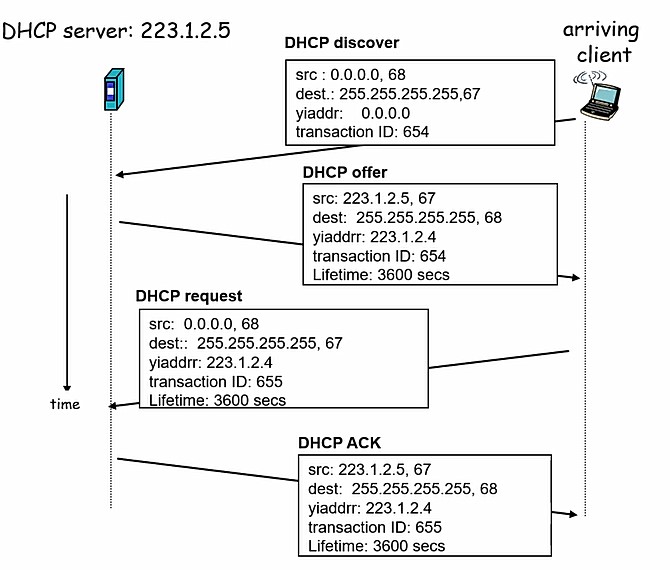 DHCP server: 223.1.2.5
arriving
client
DHCP discover
src : 0.0.0.0, 68
dest.: 255.255.255.255,67
yiaddr: 0.0.0.0
transaction ID: 654
DHCP offer
src: 223.1.2.5, 67
dest: 255.255.255.255, 68
yiaddrr: 223.1.2.4
transaction ID: 654
Lifetime: 3600 secs
DHCP request
src: 0.0.0.0, 68
dest:: 255.255.255.255, 67
yiaddrr: 223.1.2.4
transaction ID: 655
Lifetime: 3600 secs
time
DHCP ACK
src: 223.1.2.5, 67
dest: 255.255.255.255, 68
yiaddrr: 223.1.2.4
transaction ID: 655
Lifetime: 3600 secs